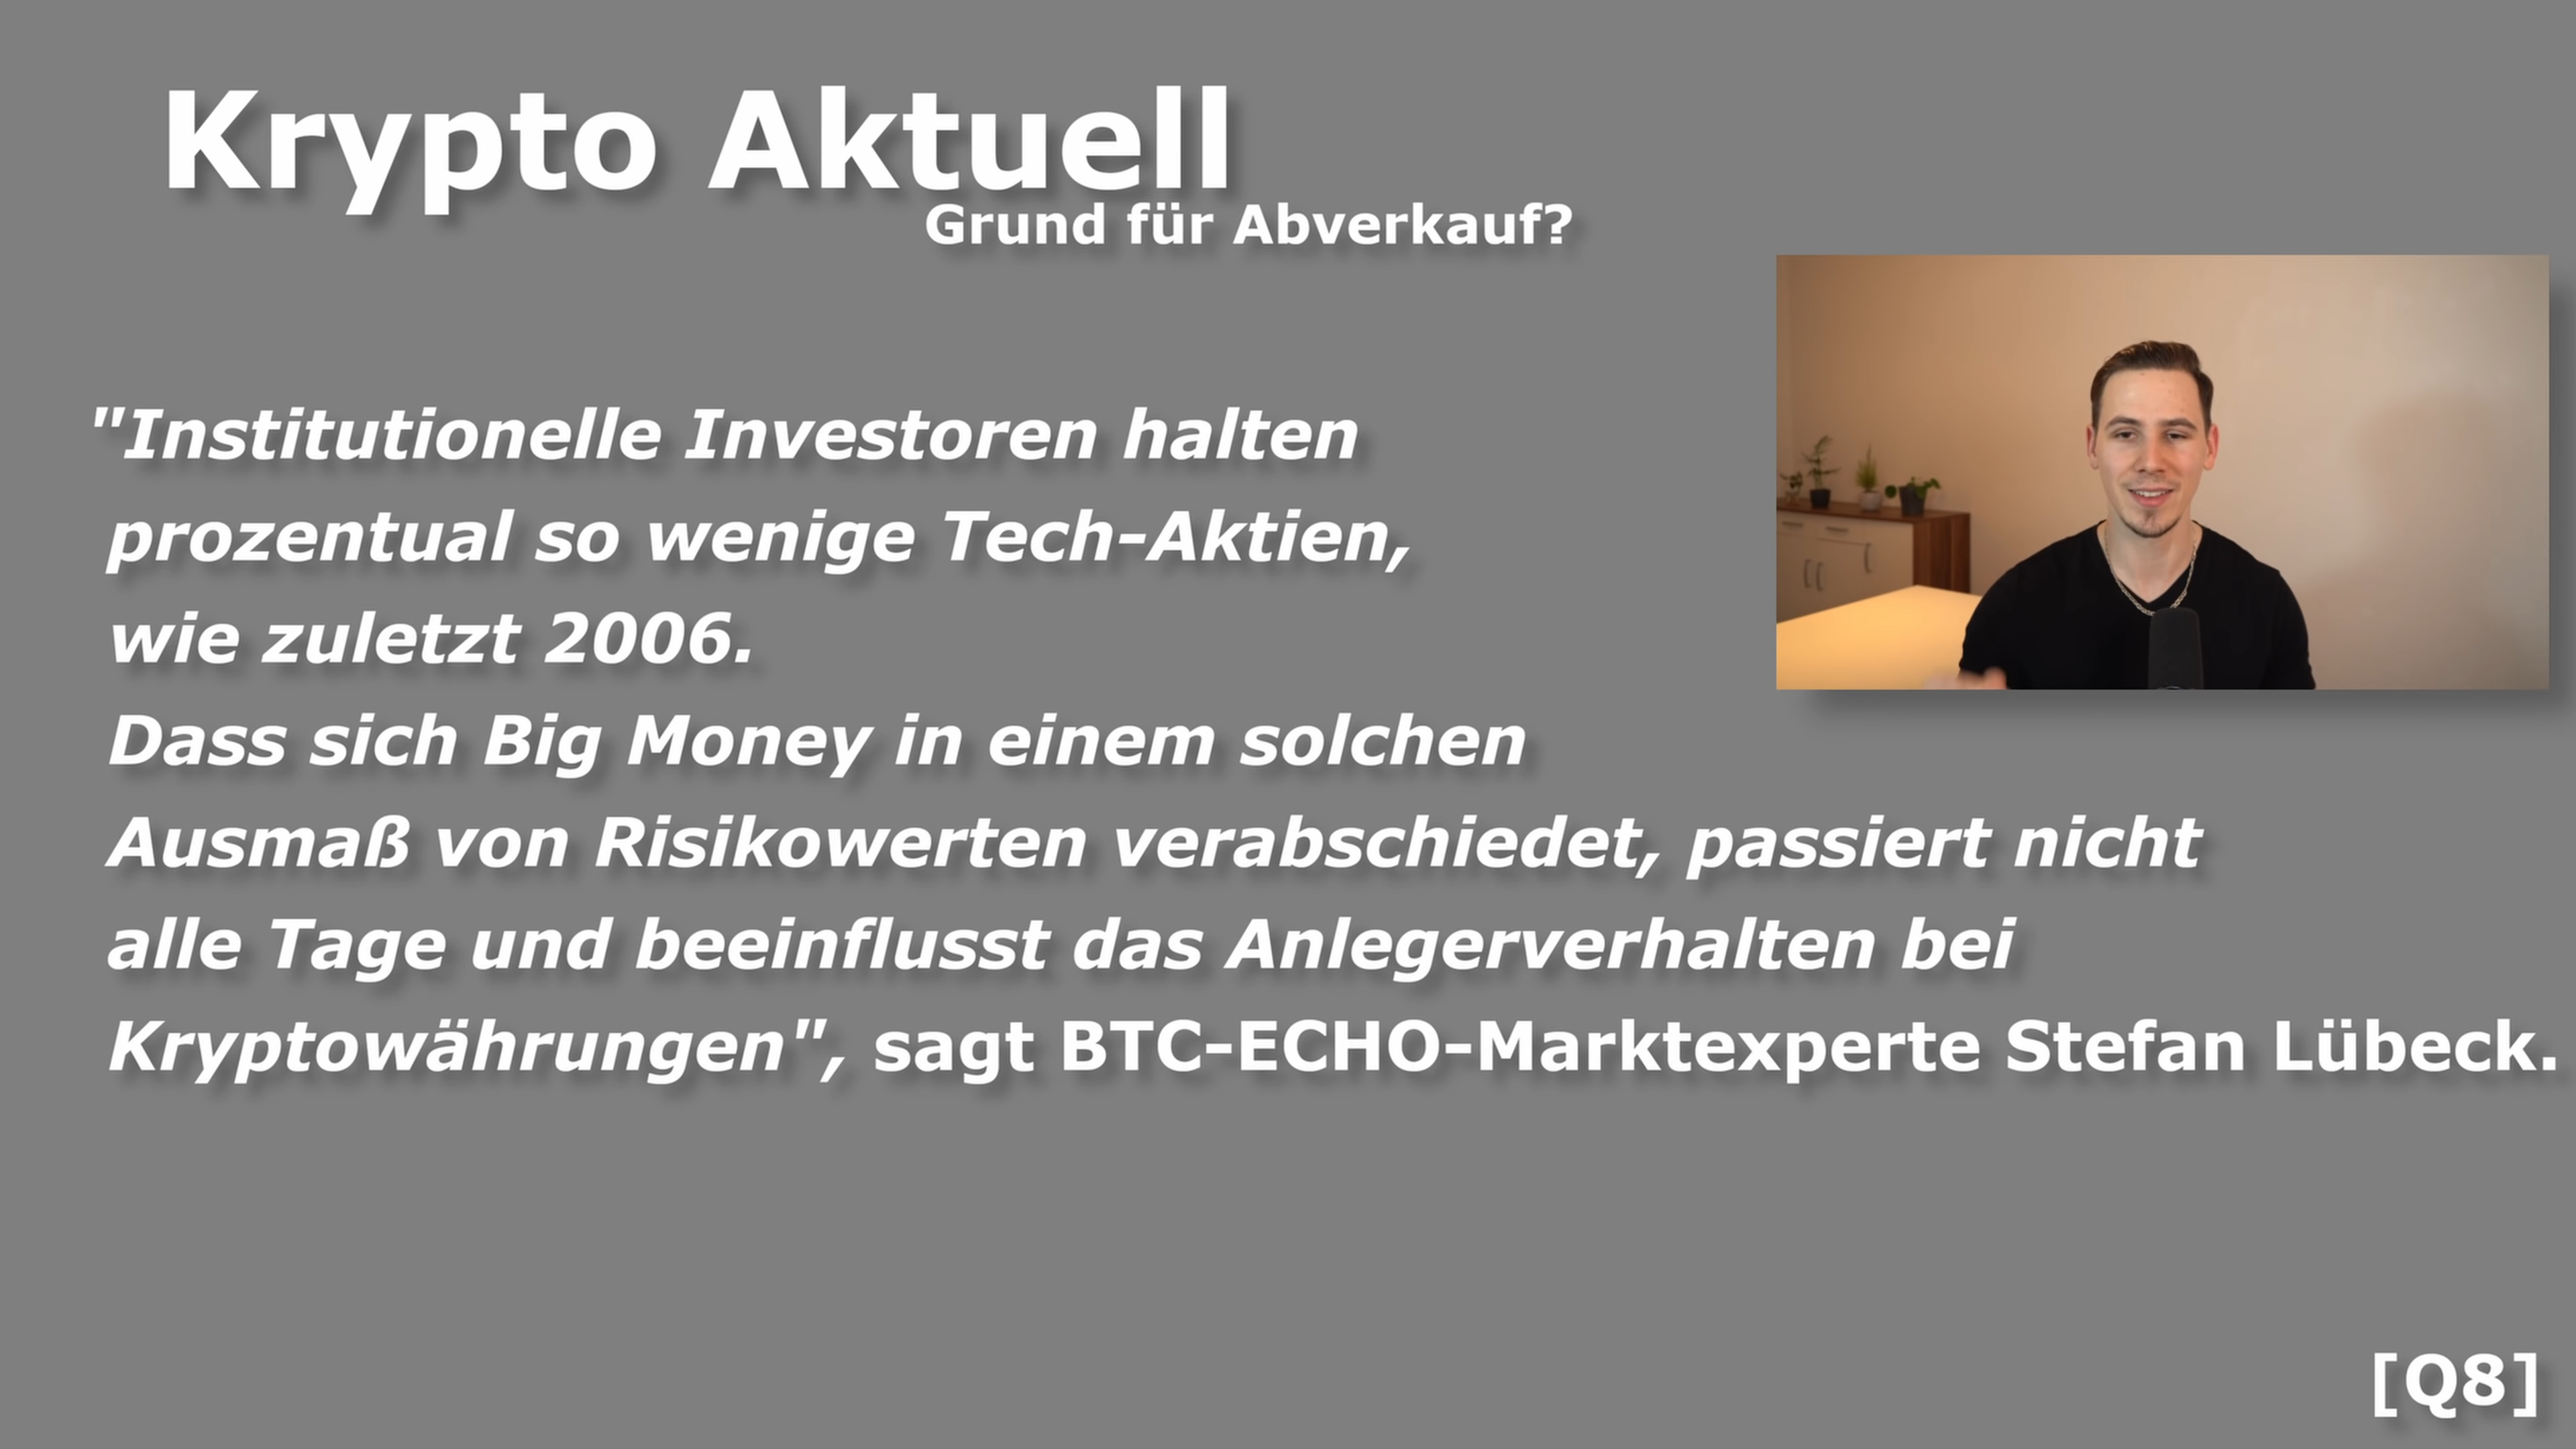 Krypto Aktuell
Grund für Abverkauf?
"Institutionelle Investoren halten
prozentual so wenige Tech-Aktien,
wie zuletzt 2006.
Dass sich Big Money in einem solchen
Ausmaß von Risikowerten verabschiedet, passiert nicht
alle Tage und beeinflusst das Anlegerverhalten bei
Kryptowährungen", sagt BTC-ECHO-Marktexperte Stefan Lübeck.
[Q8]